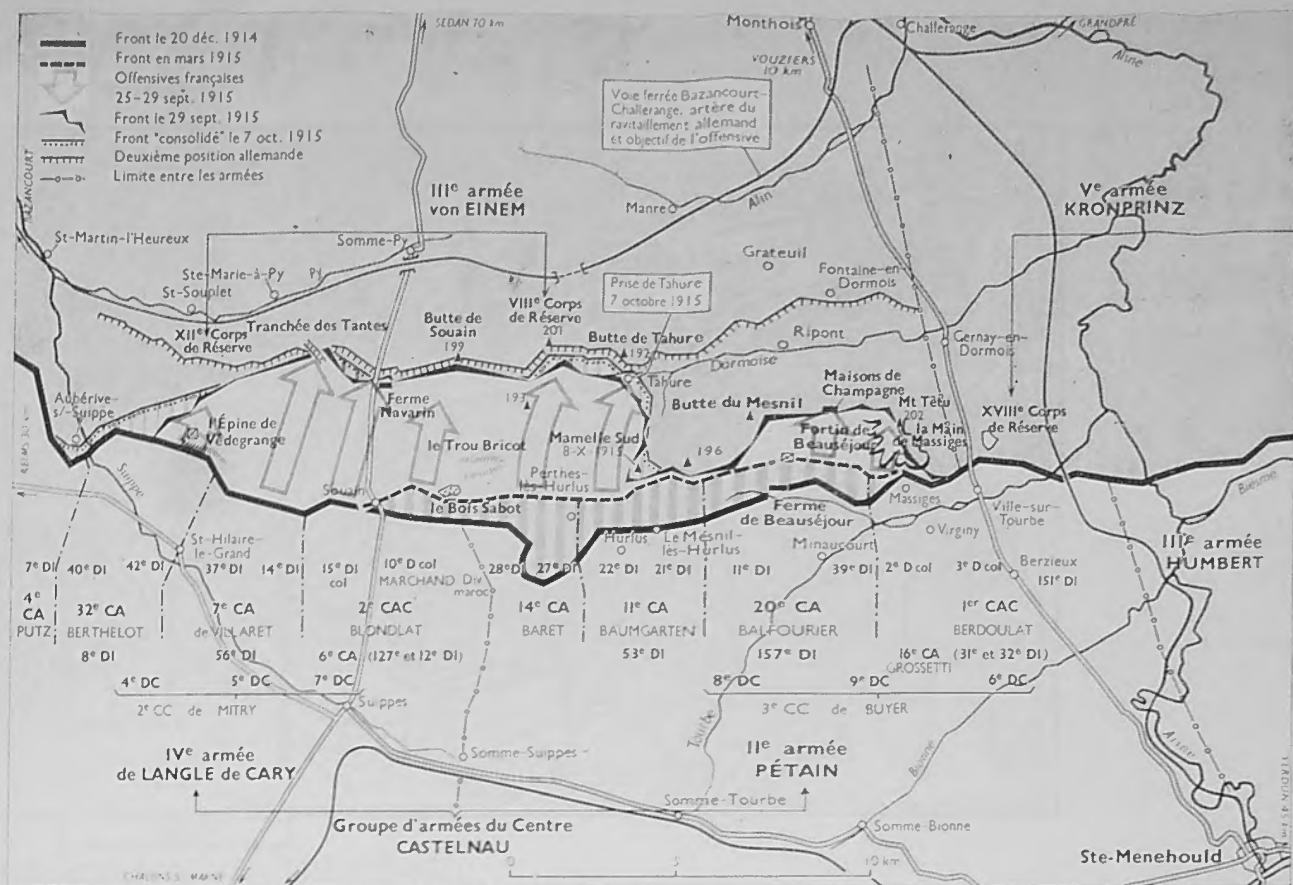 Front le 20 déc. 1914
Front en mars 1915
Offensives françaises
25-29 sept. 1915
Front le 29 sept. 1915
Front "consolidé" le 7 oct. 1915
Deuxième position allemande
Limite entre les armées
SEDAN 70 km
Monthois
Challerange
GRANDPRÉ
Aisne
VOUZIERS
10 km
Voie ferrée Bazancourt-
Challerange, artère du
ravitaillement allemand
et objectif de l'offensive
BAZANCOURT
IIIe armée
von EINEM
Manre
Alin
Ve armée
KRONPRINZ
St-Martin-l'Heureux
Somme-Py
Ste-Marie-à-Py
Py
St-Souplet
Grateuil
Fontaine-en-
Dormois
Prise de Tahure
7 octobre 1915
XIIe Corps
de Réserve
Tranchée des Tantes
Butte de
Souain
199
VIIIe Corps
de Réserve
201
Butte de Tahure
192
Ripont
Dormoise
Cernay-en-
Dormois
Tahure
Aubérive-
s/-Suippe
l'Épine de
Védegrange
Ferme
Navarin
193
le Trou Bricot
Mamelle Sud
8-X-1915
Butte du Mesnil
196
Maisons de
Champagne
Mt Têtu
202
la Main
de Massiges
Fortin de
Beauséjour
XVIIIe Corps
de Réserve
REIMS 30 km
Suippe
Souain
le Bois Sabot
Perthes-
lès-Hurlus
Hurlus
Le Mesnil-
lès-Hurlus
Ferme
de Beauséjour
Massiges
Virginy
Minaucourt
Ville-sur-
Tourbe
Bie​sme
St-Hilaire-
le-Grand
Berzieux
IIIe armée
HUMBERT
7e DI
40e DI
42e DI
37e DI
14e DI
15e DI
col
10e D col
MARCHAND
Div
maroc
28e DI
27e DI
22e DI
21e DI
11e DI
39e DI
2e D col
3e D col
151e DI
4e
CA
PUTZ
32e CA
BERTHELOT
7e CA
de VILLARET
2e CAC
BLONDLAT
14e CA
BARET
11e CA
BAUMGARTEN
20e CA
BALFOURIER
1er CAC
BERDOULAT
8e DI
56e DI
6e CA (127e et 12e DI)
53e DI
157e DI
16e CA (31e et 32e DI)
GROSSETTI
4e DC
5e DC
7e DC
8e DC
9e DC
6e DC
2e CC de MITRY
Suippes
3e CC de BUYER
Tourbe
Bionne
Aisne
IVe armée
de LANGLE de CARY
Somme-Suippes
IIe armée
PÉTAIN
Somme-Tourbe
Somme-Bionne
VERDUN 45 km
Groupe d'armées du Centre
CASTELNAU
Ste-Menehould
0
5
10 km
CHALONS S. MARNE